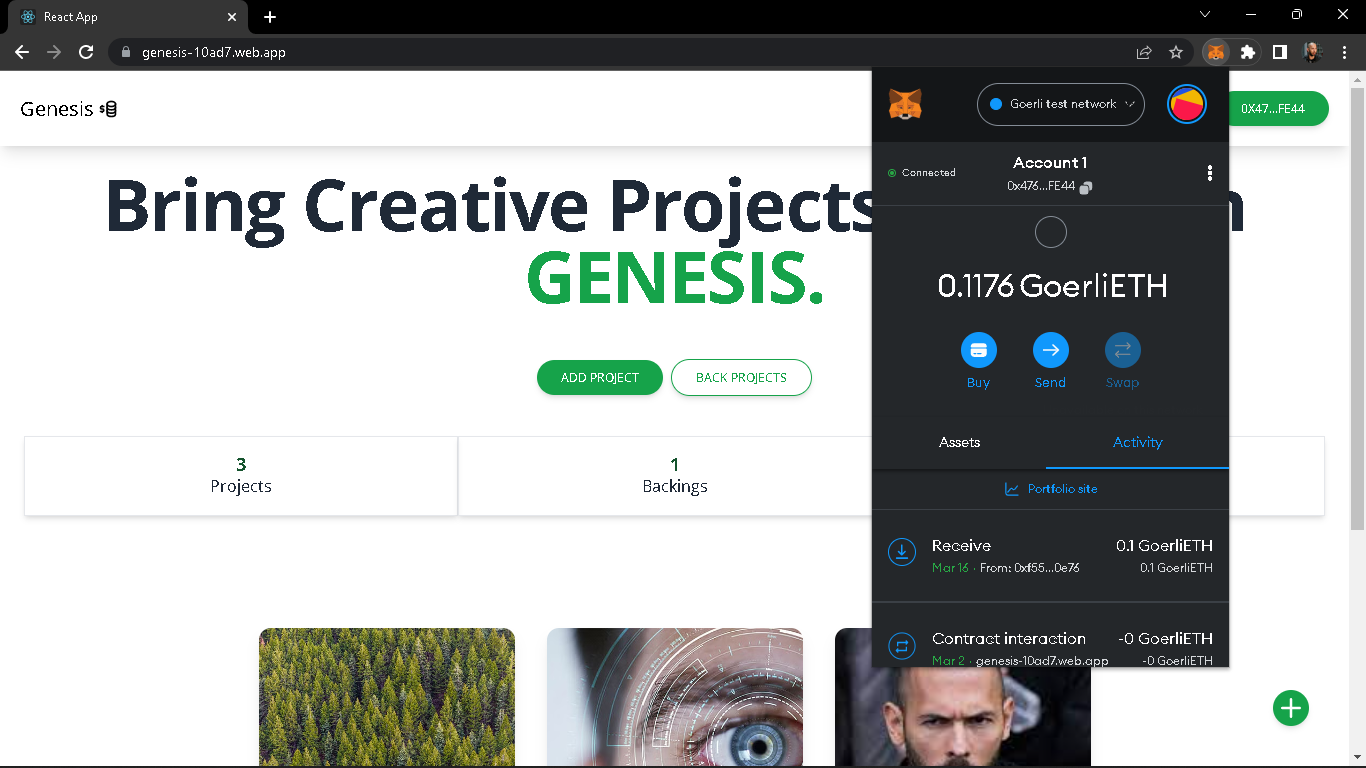 React App
genesis-10ad7.web.app
Genesis
0X47...FE44
Bring Creative Projects
n
GENESIS.
ADD PROJECT
BACK PROJECTS
3
Projects
1
Backings
Goerli test network
Connected
Account 1
0x476...FE44
0.1176 GoerliETH
Buy
Send
Swap
Assets
Activity
Portfolio site
Receive
0.1 GoerliETH
Mar 16 · From: 0xf55...0e76
0.1 GoerliETH
Contract interaction
-0 GoerliETH
Mar 2 · genesis-10ad7.web.app
-0 GoerliETH